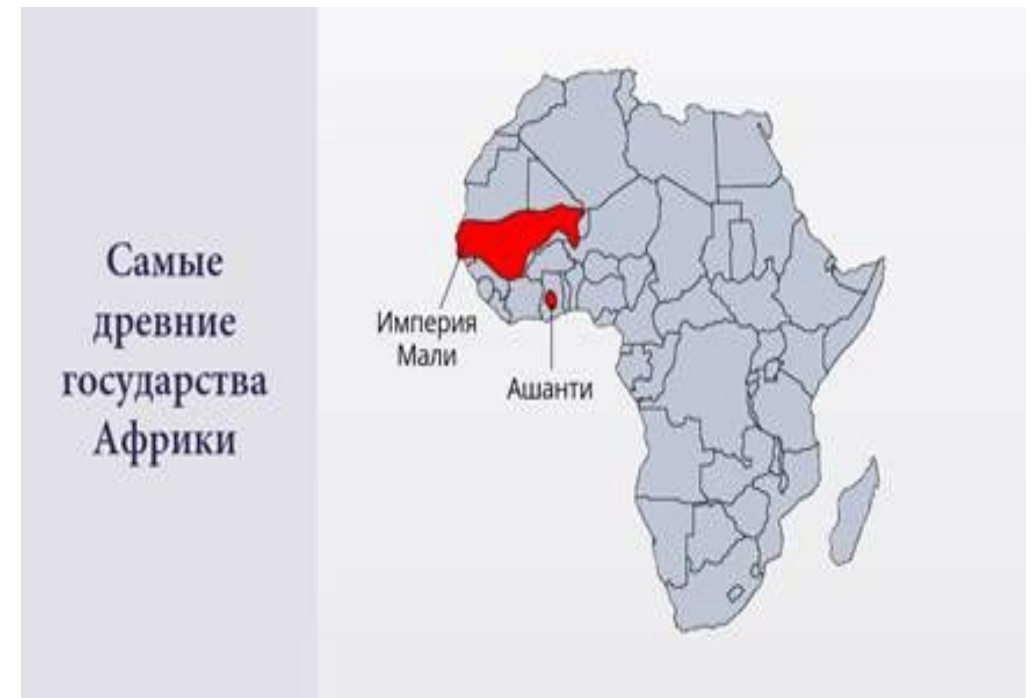 Самые
древние
государства
Африки
Империя
Мали
Ашанти